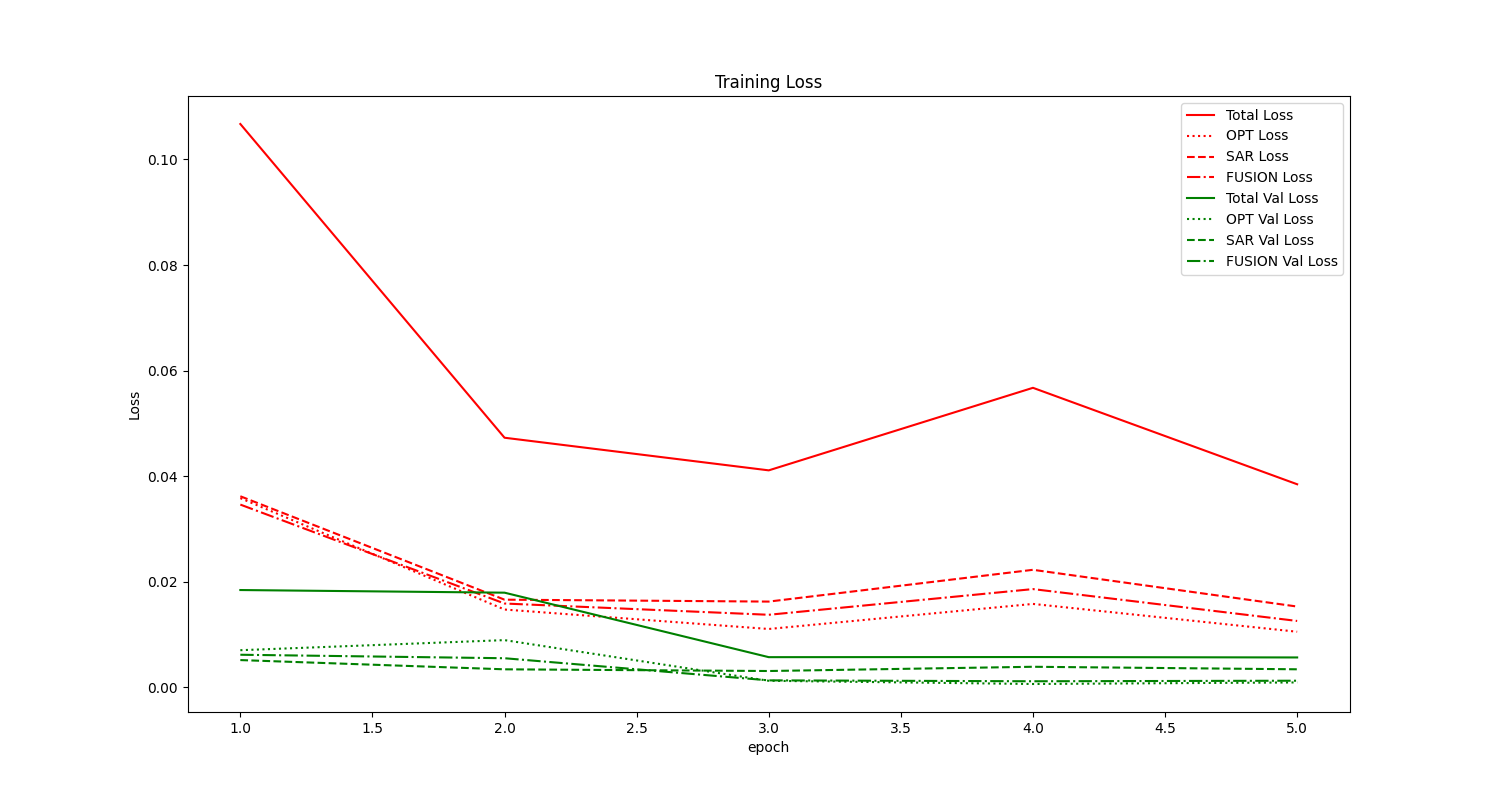 Training Loss
Total Loss
OPT Loss
SAR Loss
FUSION Loss
Total Val Loss
OPT Val Loss
SAR Val Loss
FUSION Val Loss
0.10
0.08
0.06
0.04
0.02
0.00
Loss
1.0 1.5 2.0 2.5 3.0 3.5 4.0 4.5 5.0
epoch